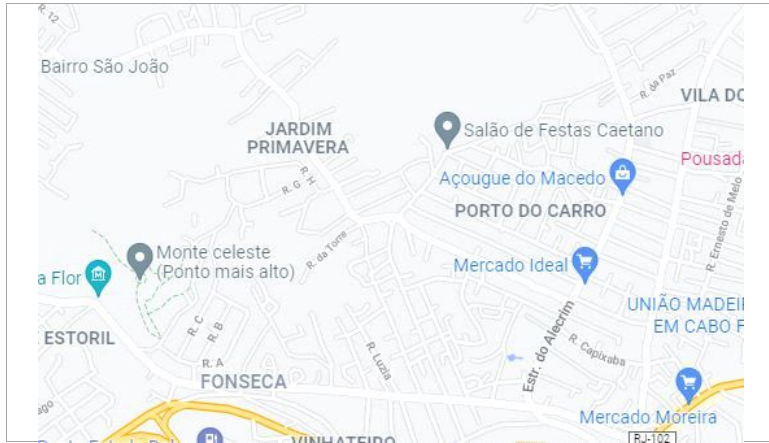 R. 12
Bairro São João
R. da Paz
VILA DO
JARDIM
PRIMAVERA
Salão de Festas Caetano
Pousada
Açougue do Macedo
R. H
R. G
PORTO DO CARRO
R. Ernesto de Melo
Monte celeste
(Ponto mais alto)
R. da Torre
Mercado Ideal
a Flor
UNIÃO MADEI
EM CABO F
ESTORIL
R. C
R. B
Estr. do Alecrim
R. Capixaba
R. Luzia
R. A
FONSECA
ago
Mercado Moreira
RJ-102
VINHATEIRO